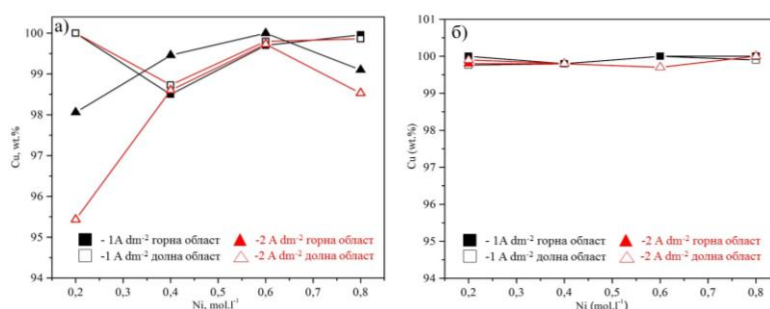 а)
100
99
98
97
96
95
94
Cu, wt.%
- 1A dm-2 горна област
-1 A dm-2 долна област
-2 A dm-2 горна област
-2 A dm-2 долна област
0,2 0,3 0,4 0,5 0,6 0,7 0,8
Ni, mol.l-1
б)
101
100
99
98
97
96
95
94
Cu (wt.%)
- 1A dm-2 горна област
-1 A dm-2 долна област
-2 A dm-2 горна област
-2 A dm-2 долна област
0,2 0,3 0,4 0,5 0,6 0,7 0,8
Ni (mol.l-1)